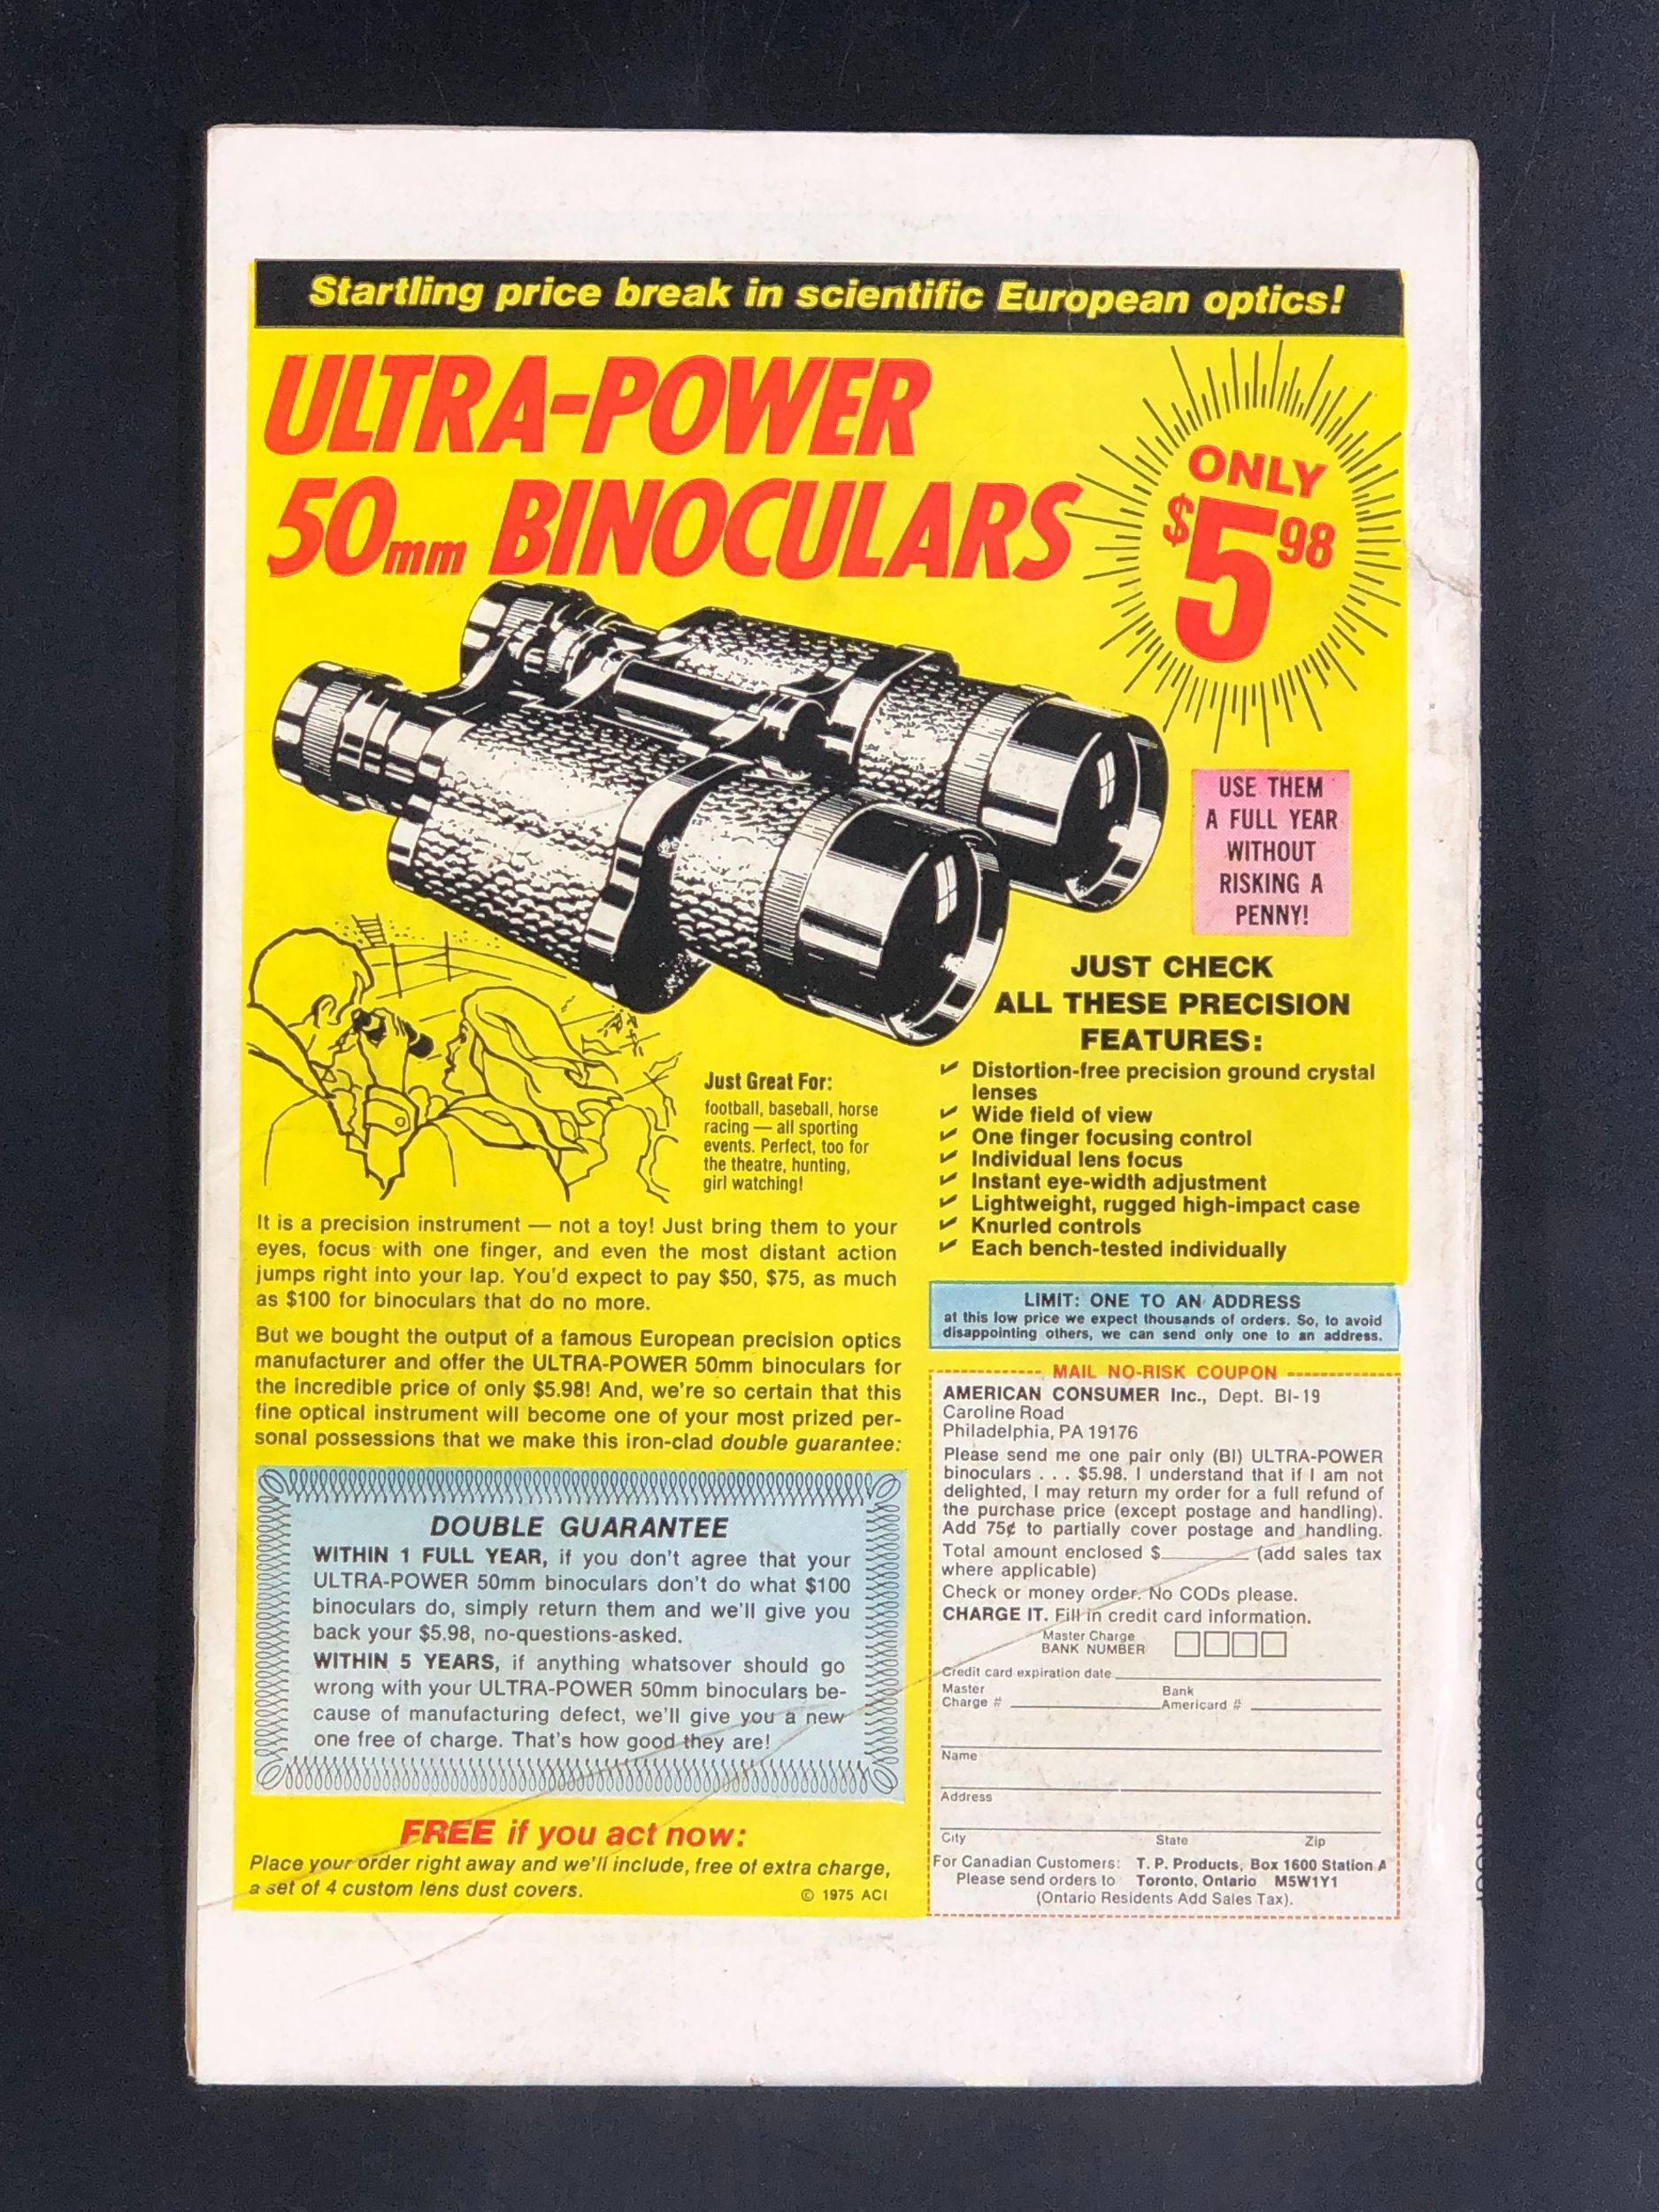 Startling price break in scientific European optics!
ULTRA-POWER
50mm BINOCULARS
ONLY
$5 98
USE THEM
A FULL YEAR
WITHOUT
RISKING A
PENNY!
JUST CHECK
ALL THESE PRECISION
FEATURES:
✔ Distortion-free precision ground crystal
lenses
✔ Wide field of view
✔ One finger focusing control
✔ Individual lens focus
✔ Instant eye-width adjustment
✔ Lightweight, rugged high-impact case
✔ Knurled controls
✔ Each bench-tested individually
Just Great For:
football, baseball, horse
racing — all sporting
events. Perfect, too for
the theatre, hunting,
girl watching!
It is a precision instrument — not a toy! Just bring them to your
eyes, focus with one finger, and even the most distant action
jumps right into your lap. You'd expect to pay $50, $75, as much
as $100 for binoculars that do no more.
But we bought the output of a famous European precision optics
manufacturer and offer the ULTRA-POWER 50mm binoculars for
the incredible price of only $5.98! And, we're so certain that this
fine optical instrument will become one of your most prized per-
sonal possessions that we make this iron-clad double guarantee:
DOUBLE GUARANTEE
WITHIN 1 FULL YEAR, if you don't agree that your
ULTRA-POWER 50mm binoculars don't do what $100
binoculars do, simply return them and we'll give you
back your $5.98, no-questions-asked.
WITHIN 5 YEARS, if anything whatsover should go
wrong with your ULTRA-POWER 50mm binoculars be-
cause of manufacturing defect, we'll give you a new
one free of charge. That's how good they are!
FREE if you act now:
Place your order right away and we'll include, free of extra charge,
a set of 4 custom lens dust covers.
© 1975 ACI
LIMIT: ONE TO AN ADDRESS
at this low price we expect thousands of orders. So, to avoid
disappointing others, we can send only one to an address.
MAIL NO-RISK COUPON
AMERICAN CONSUMER Inc., Dept. BI-19
Caroline Road
Philadelphia, PA 19176
Please send me one pair only (BI) ULTRA-POWER
binoculars . . . $5.98. I understand that if I am not
delighted, I may return my order for a full refund of
the purchase price (except postage and handling).
Add 75¢ to partially cover postage and handling.
Total amount enclosed $________ (add sales tax
where applicable)
Check or money order. No CODs please.
CHARGE IT. Fill in credit card information.
Master Charge
BANK NUMBER
Credit card expiration date
Master Bank
Charge # Americard #
Name
Address
City State Zip
For Canadian Customers: T. P. Products, Box 1600 Station A
Please send orders to Toronto, Ontario M5W1Y1
(Ontario Residents Add Sales Tax).